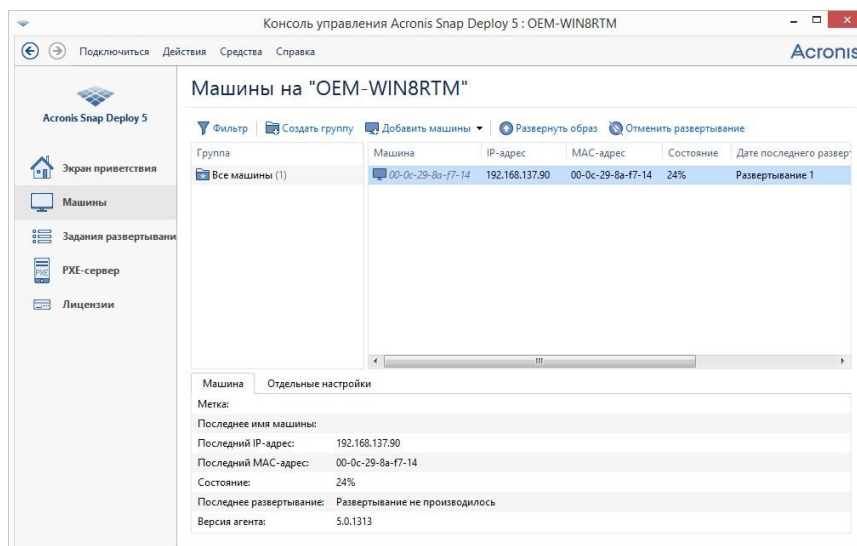 Консоль управления Acronis Snap Deploy 5 : OEM-WIN8RTM
Подключиться Действия Средства Справка
Acronis
Acronis Snap Deploy 5
Экран приветствия
Машины
Задания развертывани
PXE
PXE-сервер
Лицензии
Машины на "OEM-WIN8RTM"
Фильтр Создать группу Добавить машины Развернуть образ Отменить развертывание
Группа
Все машины (1)
Машина IP-адрес MAC-адрес Состояние Дате последнего разверт
00-0c-29-8a-f7-14 192.168.137.90 00-0c-29-8a-f7-14 24% Развертывание 1
Машина Отдельные настройки
Метка:
Последнее имя машины:
Последний IP-адрес: 192.168.137.90
Последний MAC-адрес: 00-0c-29-8a-f7-14
Состояние: 24%
Последнее развертывание: Развертывание не производилось
Версия агента: 5.0.1313